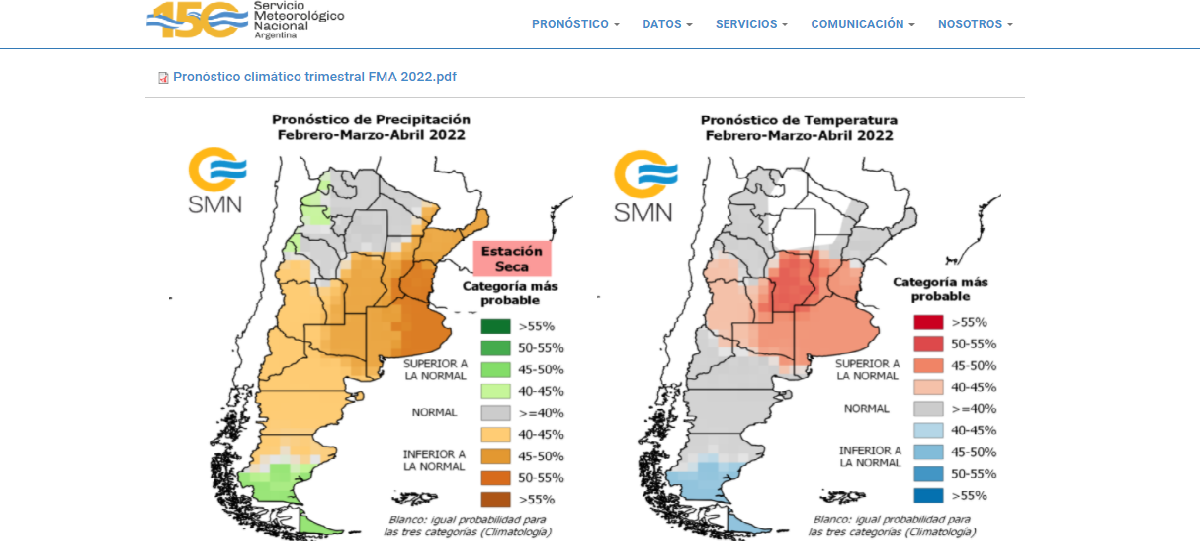 150
Servicio
Meteorológico
Nacional
Argentina
PRONÓSTICO
DATOS
SERVICIOS
COMUNICACIÓN
NOSOTROS
Pronóstico climático trimestral FMA 2022.pdf
Pronóstico de Precipitación
Febrero-Marzo-Abril 2022
SMN
Estación
Seca
Categoría más
probable
>55%
50-55%
45-50%
40-45%
>=40%
40-45%
45-50%
50-55%
>55%
SUPERIOR A
LA NORMAL
NORMAL
INFERIOR A
LA NORMAL
Blanco: igual probabilidad para
las tres categorías (Climatología)
Pronóstico de Temperatura
Febrero-Marzo-Abril 2022
SMN
Categoría más
probable
>55%
50-55%
45-50%
40-45%
>=40%
40-45%
45-50%
50-55%
>55%
SUPERIOR A
LA NORMAL
NORMAL
INFERIOR A
LA NORMAL
Blanco: igual probabilidad para
las tres categorías (Climatología)